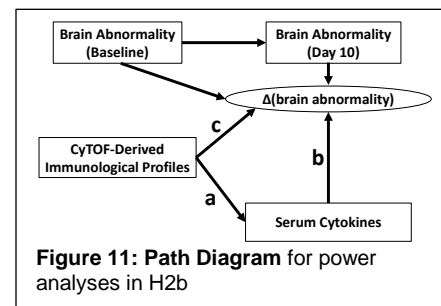 Brain Abnormality
(Baseline)
Brain Abnormality
(Day 10)
Δ(brain abnormality)
c
CyTOF-Derived
Immunological Profiles
b
a
Serum Cytokines
Figure 11: Path Diagram for power
analyses in H2b